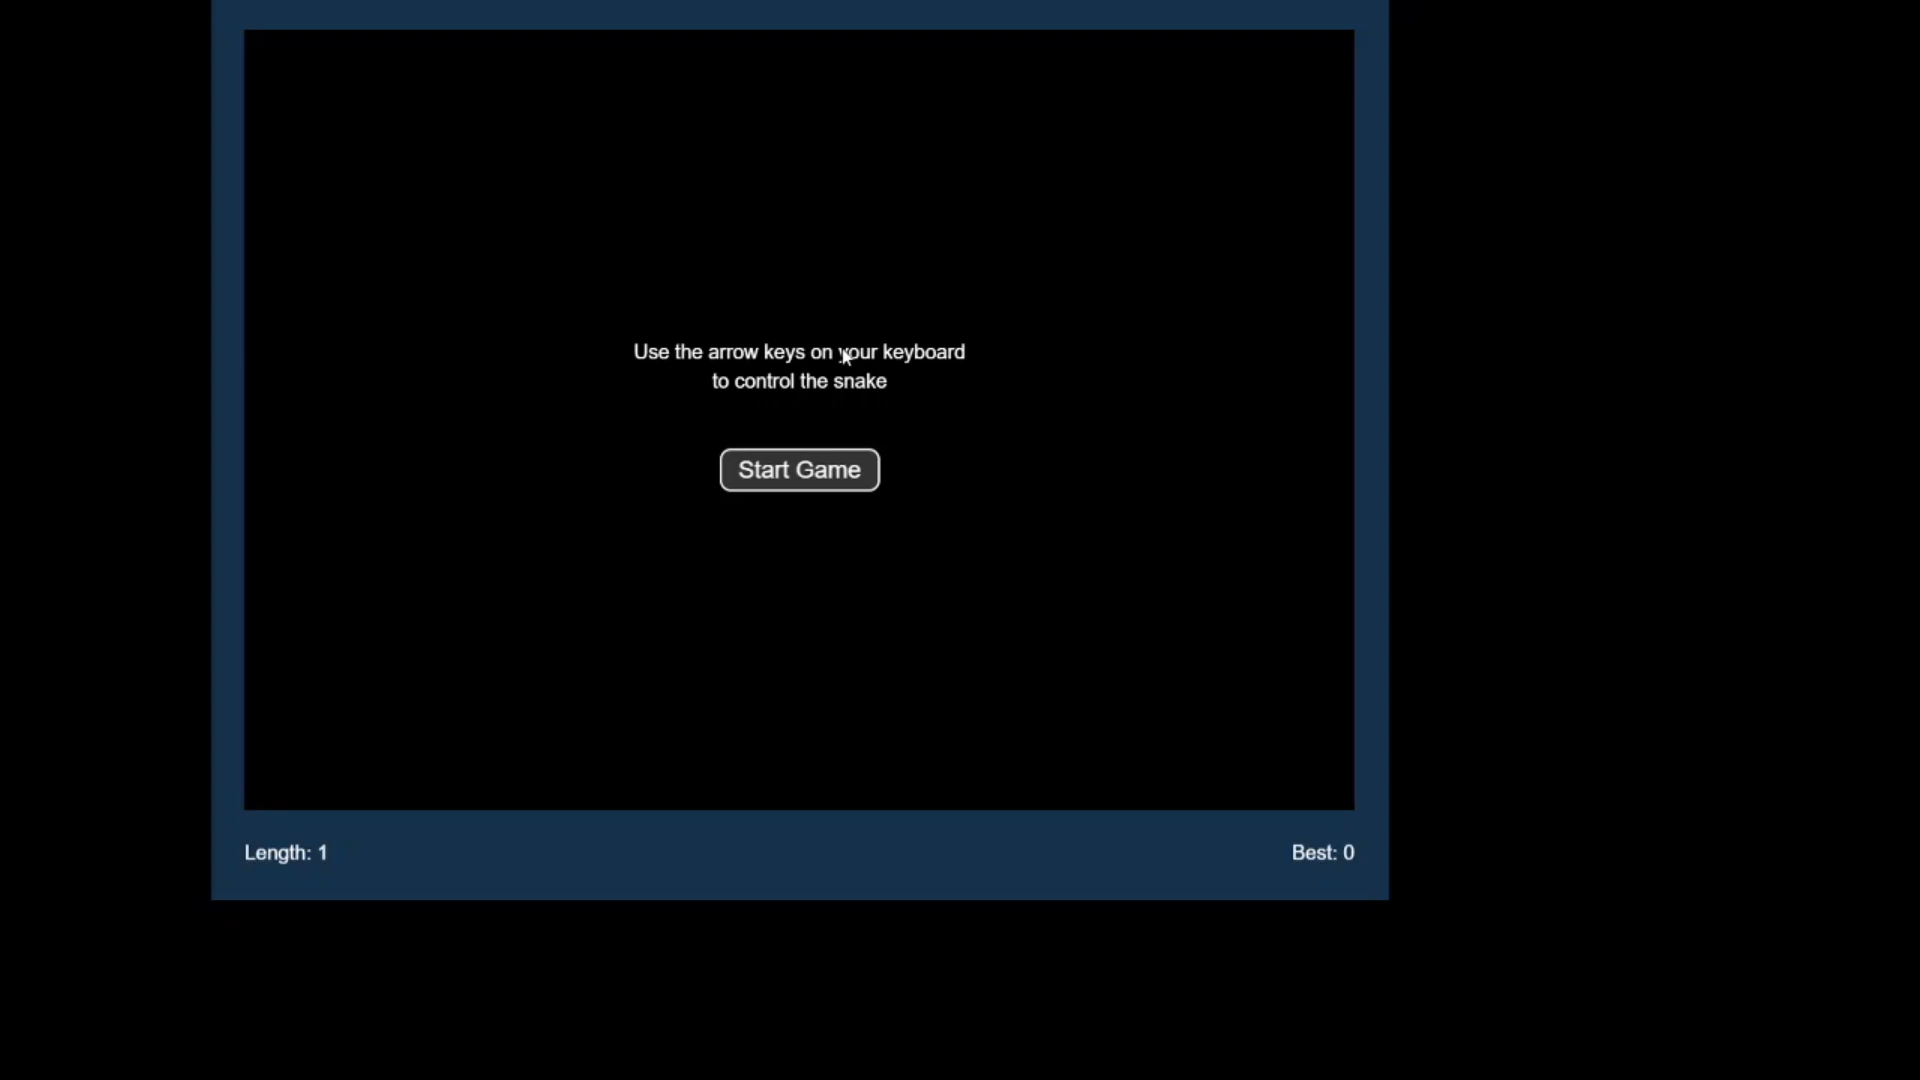 Use the arrow keys on your keyboard
to control the snake
Start Game
Length: 1
Best: 0